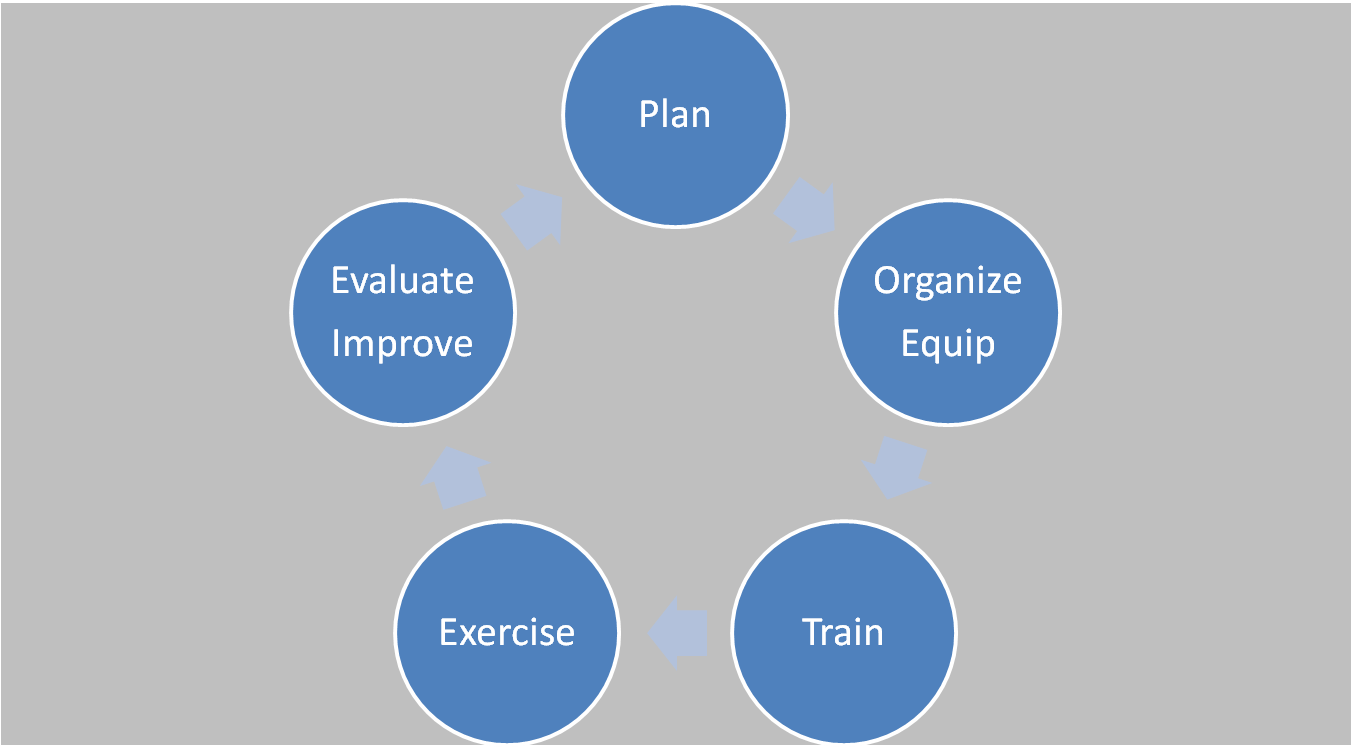 Plan
Organize
Equip
Train
Exercise
Evaluate
Improve